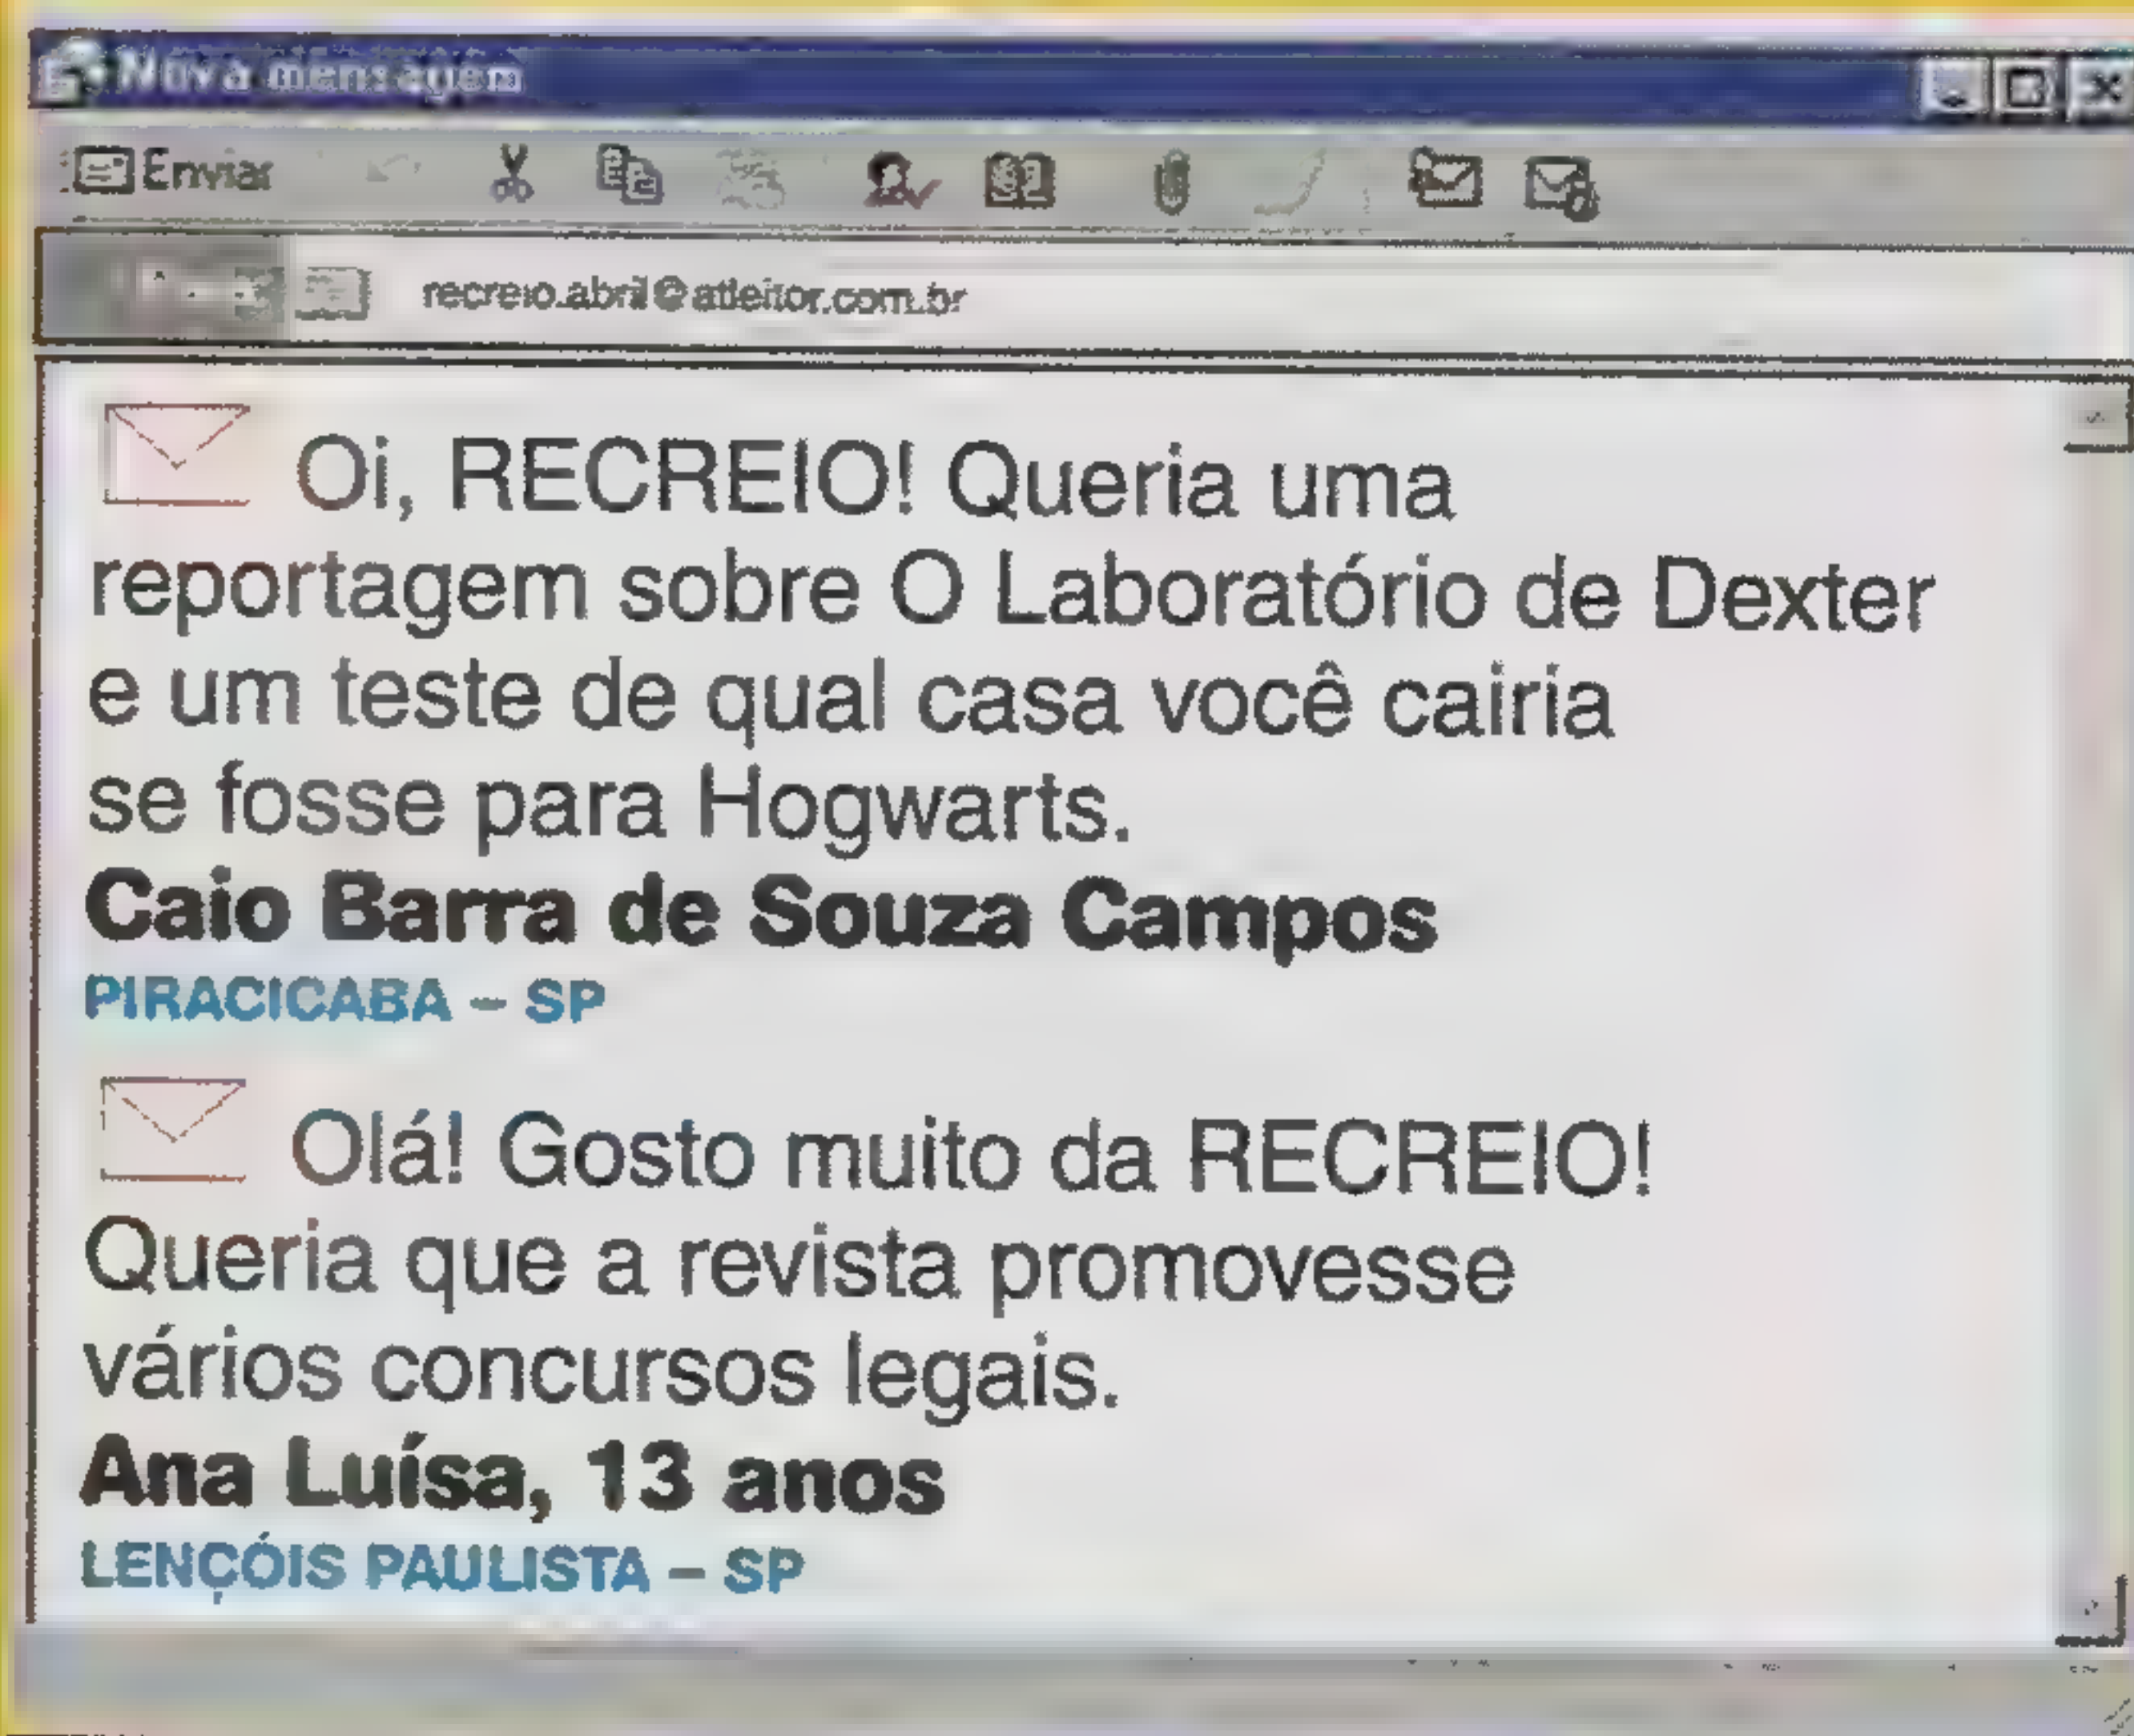 Nova mensagem
Enviar
recreio.abril@atleitor.com.br
Oi, RECREIO! Queria uma
reportagem sobre O Laboratório de Dexter
e um teste de qual casa você cairia
se fosse para Hogwarts.
Caio Barra de Souza Campos
PIRACICABA – SP
Olá! Gosto muito da RECREIO!
Queria que a revista promovesse
vários concursos legais.
Ana Luísa, 13 anos
LENÇÓIS PAULISTA – SP